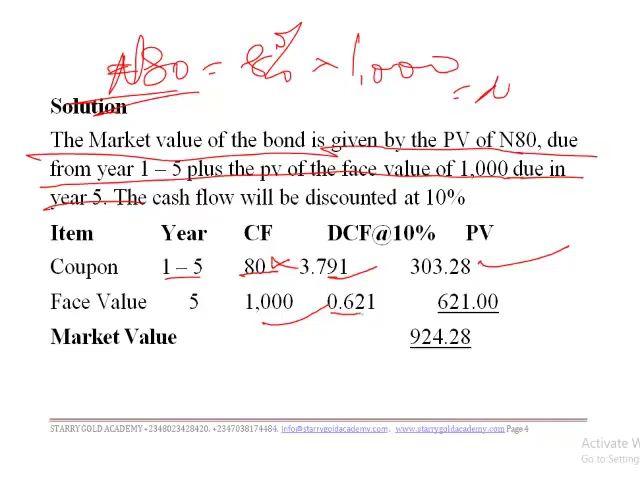 ₦80 = 8% × 1,000
= N
Solution
The Market value of the bond is given by the PV of N80, due
from year 1 – 5 plus the pv of the face value of 1,000 due in
year 5. The cash flow will be discounted at 10%
Item Year CF DCF@10% PV
Coupon 1 – 5 80 3.791 303.28
Face Value 5 1,000 0.621 621.00
Market Value 924.28
STARRY GOLD ACADEMY +2348023428420, +2347038174484, info@starrygoldacademy.com, www.starrygoldacademy.com Page 4
Activate W
Go to Setting